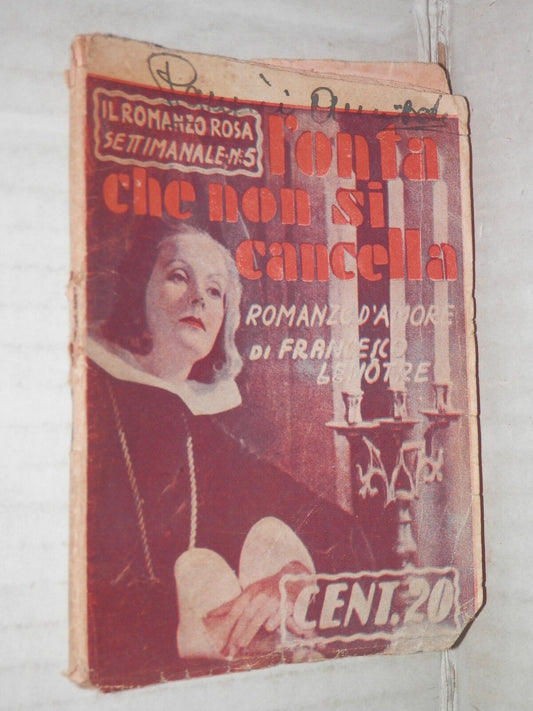 IL ROMANZO ROSA
SETTIMANALE·N:5
l'onta
che non si
cancella
ROMANZO D'AMORE
DI FRANCESCO
LENÔTRE
CENT. 20